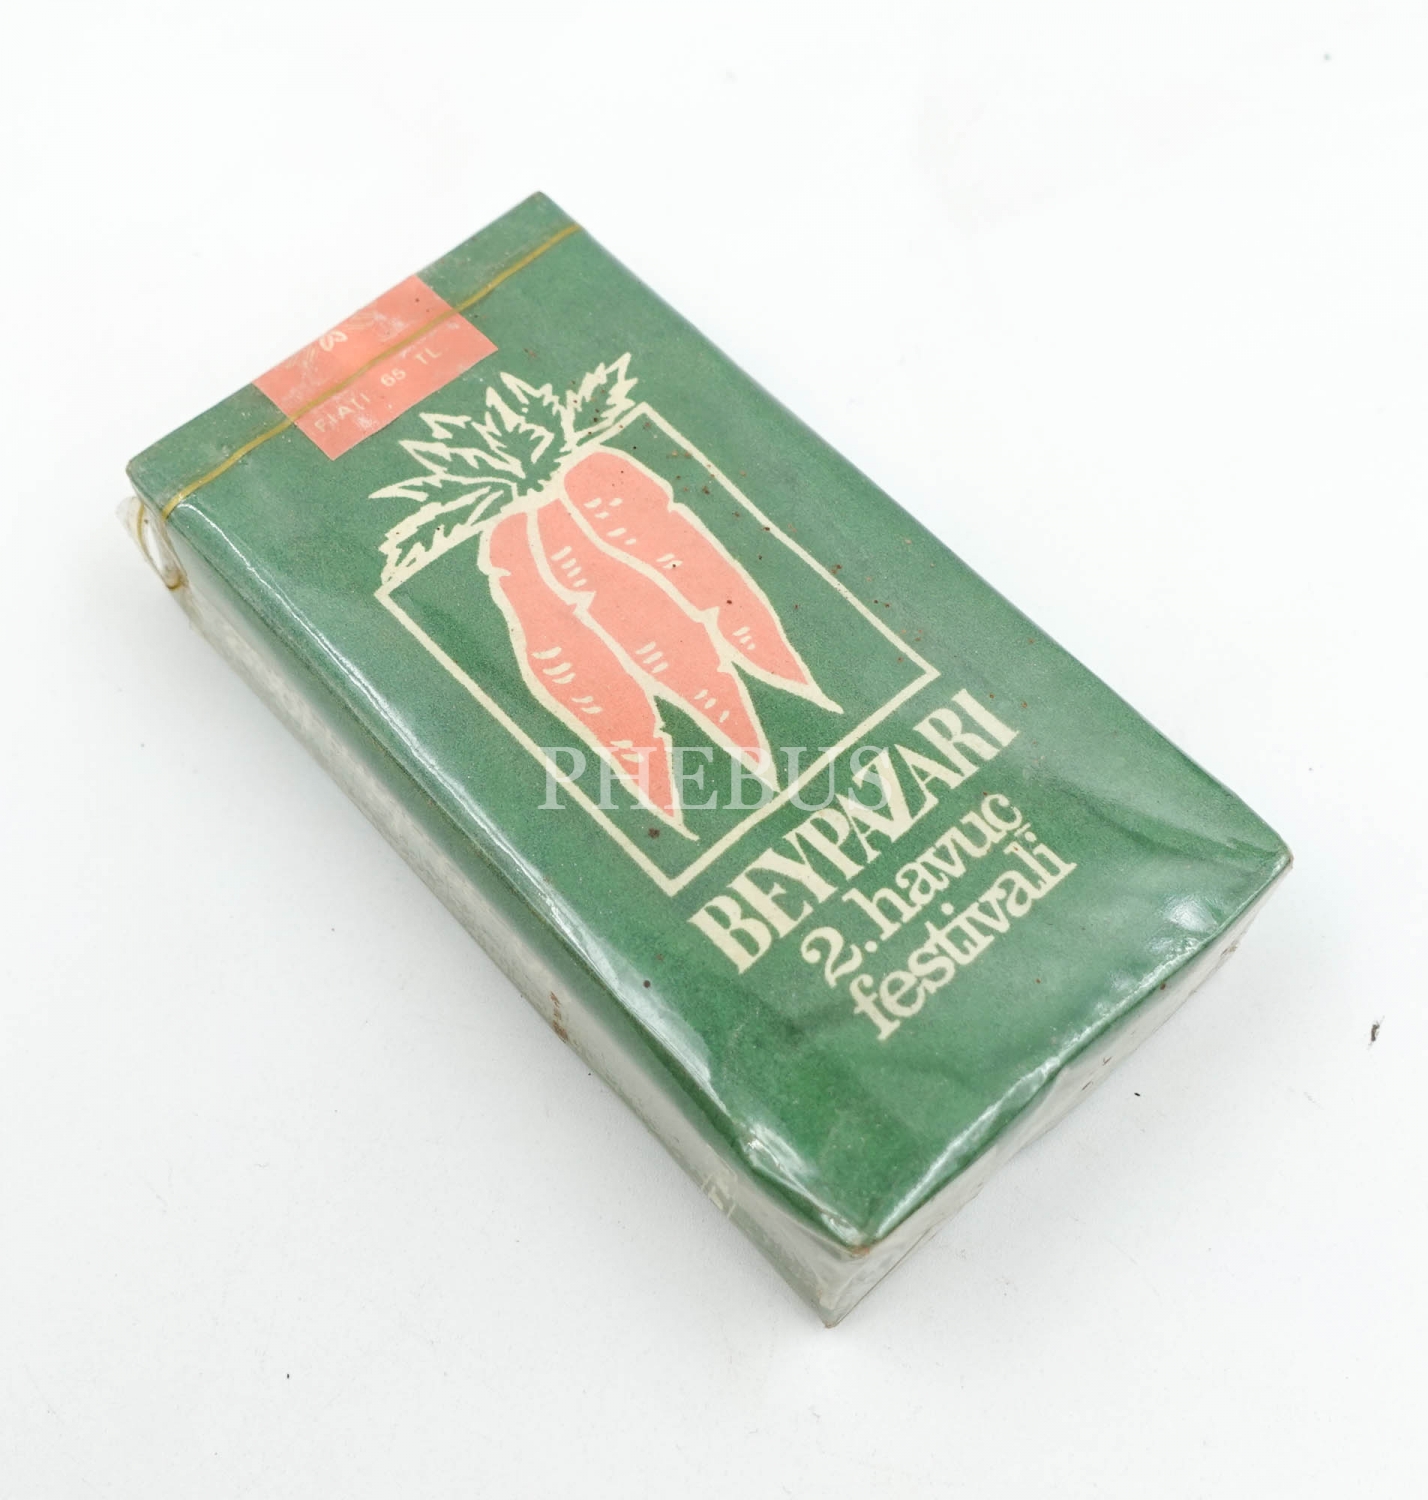 FİATI 65 TL
BEYPAZARI
2. havuç
festivali
PHEBUS